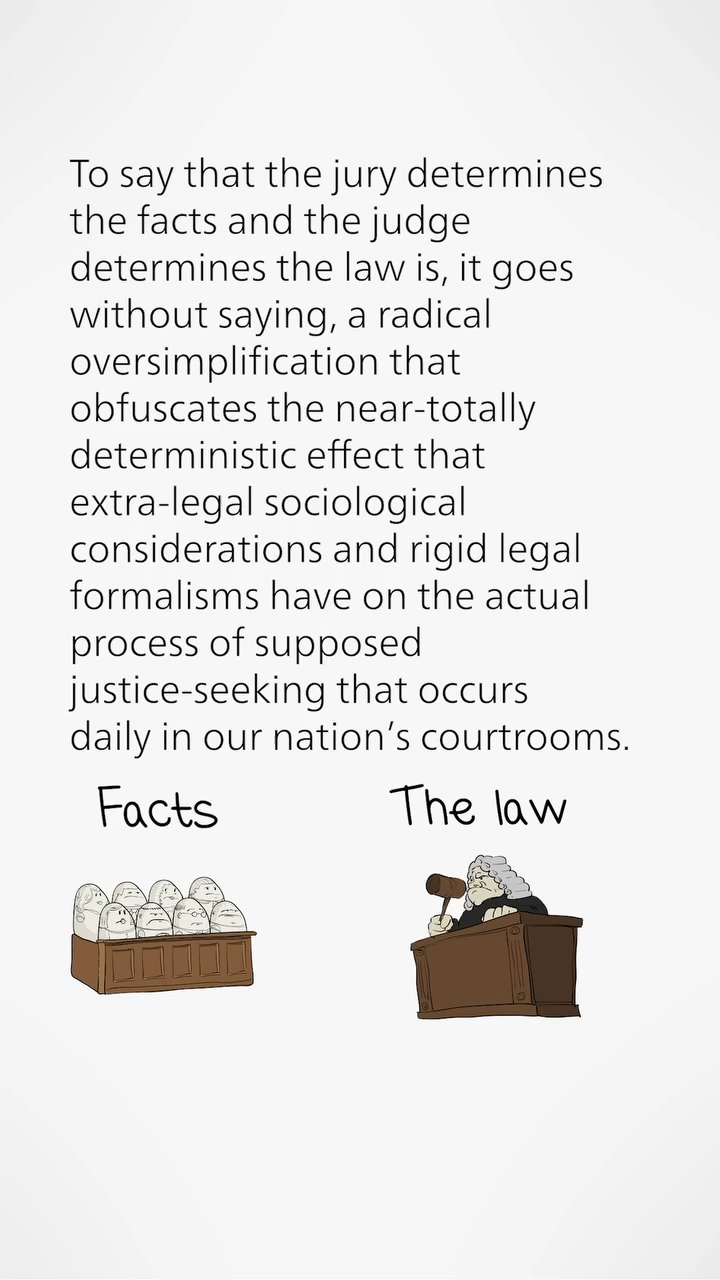 To say that the jury determines
the facts and the judge
determines the law is, it goes
without saying, a radical
oversimplification that
obfuscates the near-totally
deterministic effect that
extra-legal sociological
considerations and rigid legal
formalisms have on the actual
process of supposed
justice-seeking that occurs
daily in our nation’s courtrooms.
Facts
The law